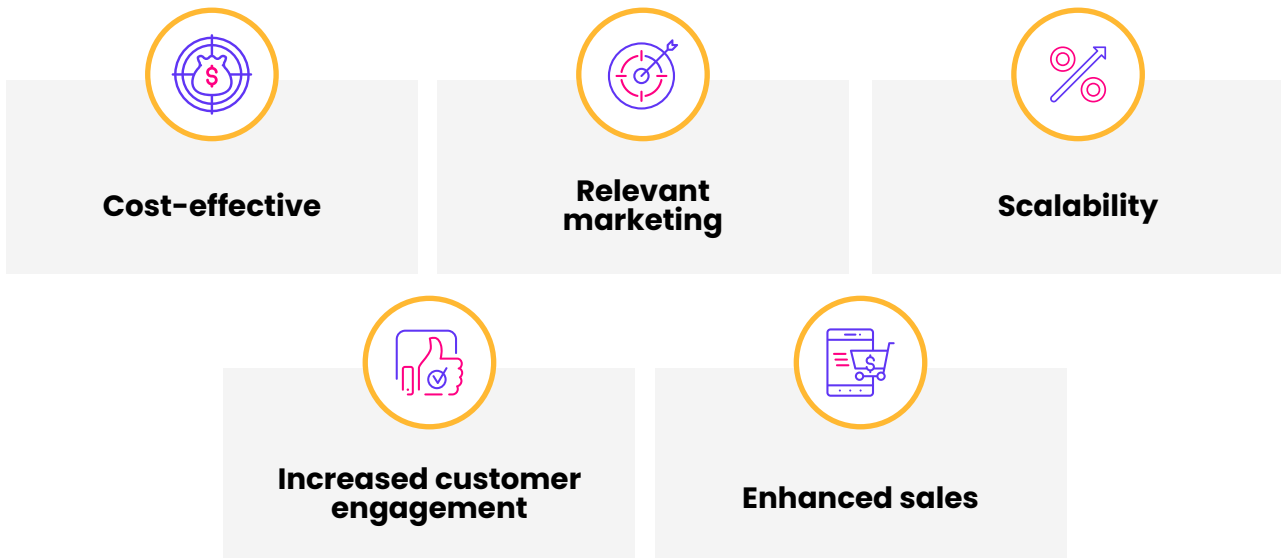 $
Cost-effective
Relevant
marketing
Scalability
Increased customer
engagement
$
Enhanced sales